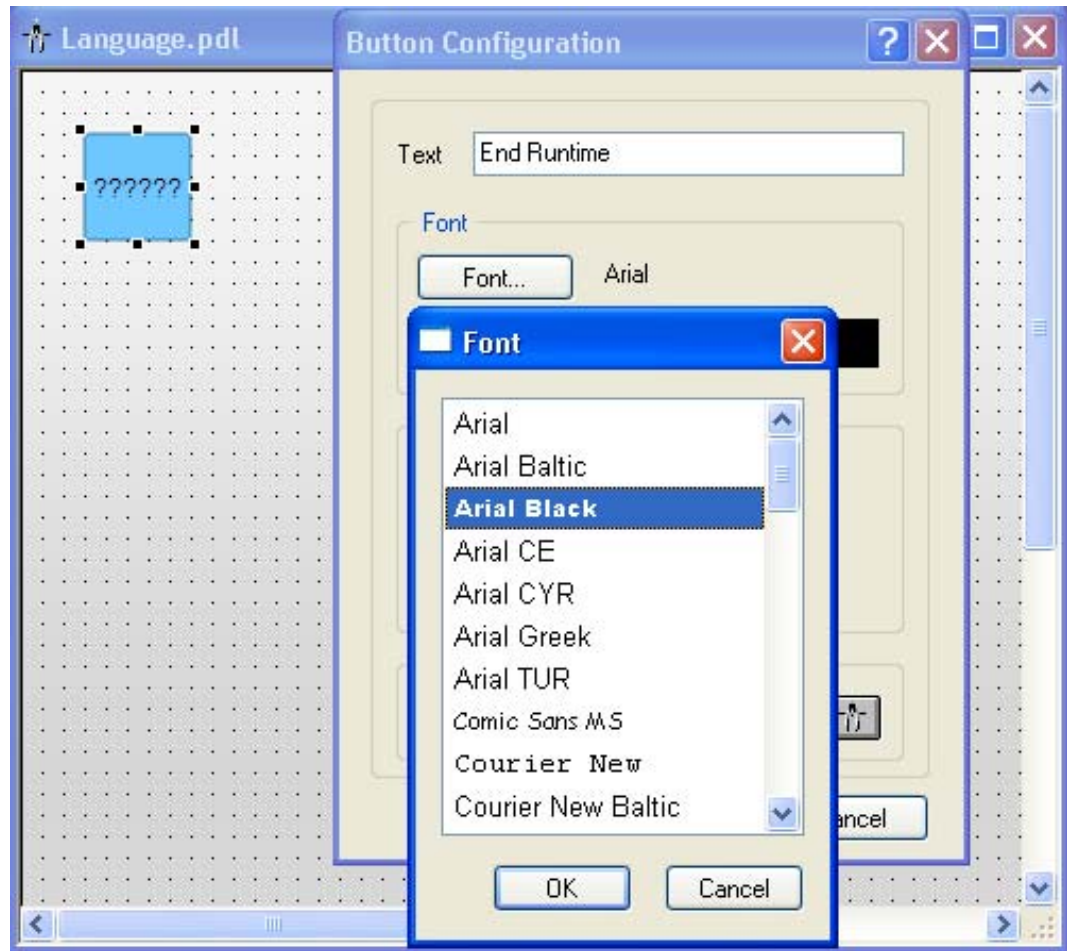 Language.pdl
Button Configuration
??????
Text End Runtime
Font
Font... Arial
Font
Arial
Arial Baltic
Arial Black
Arial CE
Arial CYR
Arial Greek
Arial TUR
Comic Sans MS
Courier New
Courier New Baltic
OK Cancel